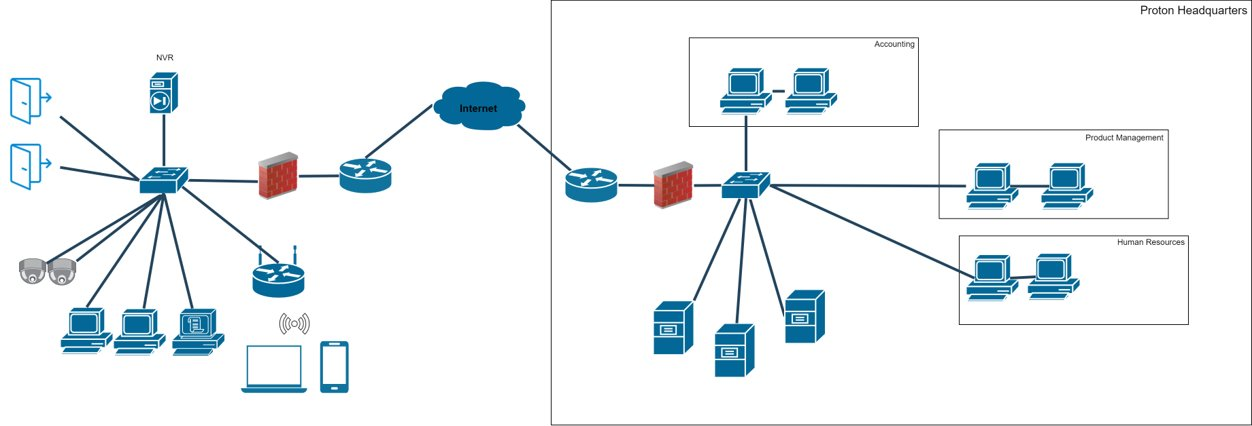 Proton Headquarters
Accounting
NVR
Internet
Product Management
Human Resources